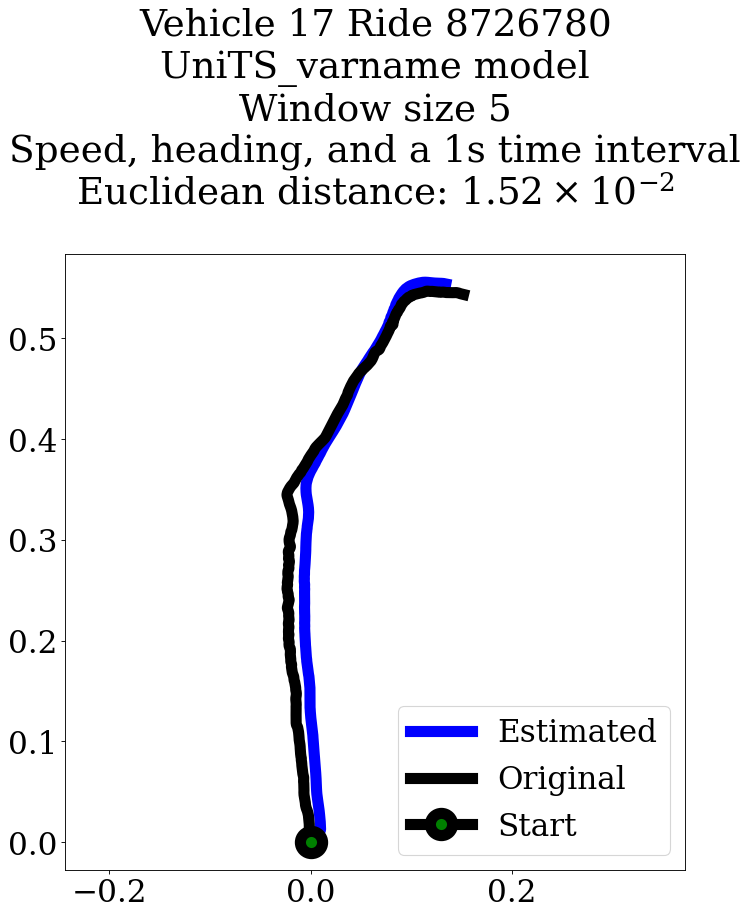 Vehicle 17 Ride 8726780
UniTS_varname model
Window size 5
Speed, heading, and a 1s time interval
Euclidean distance: 1.52 × 10⁻²
0.5
0.4
0.3
0.2
0.1
0.0
−0.2
0.0
0.2
Estimated
Original
Start